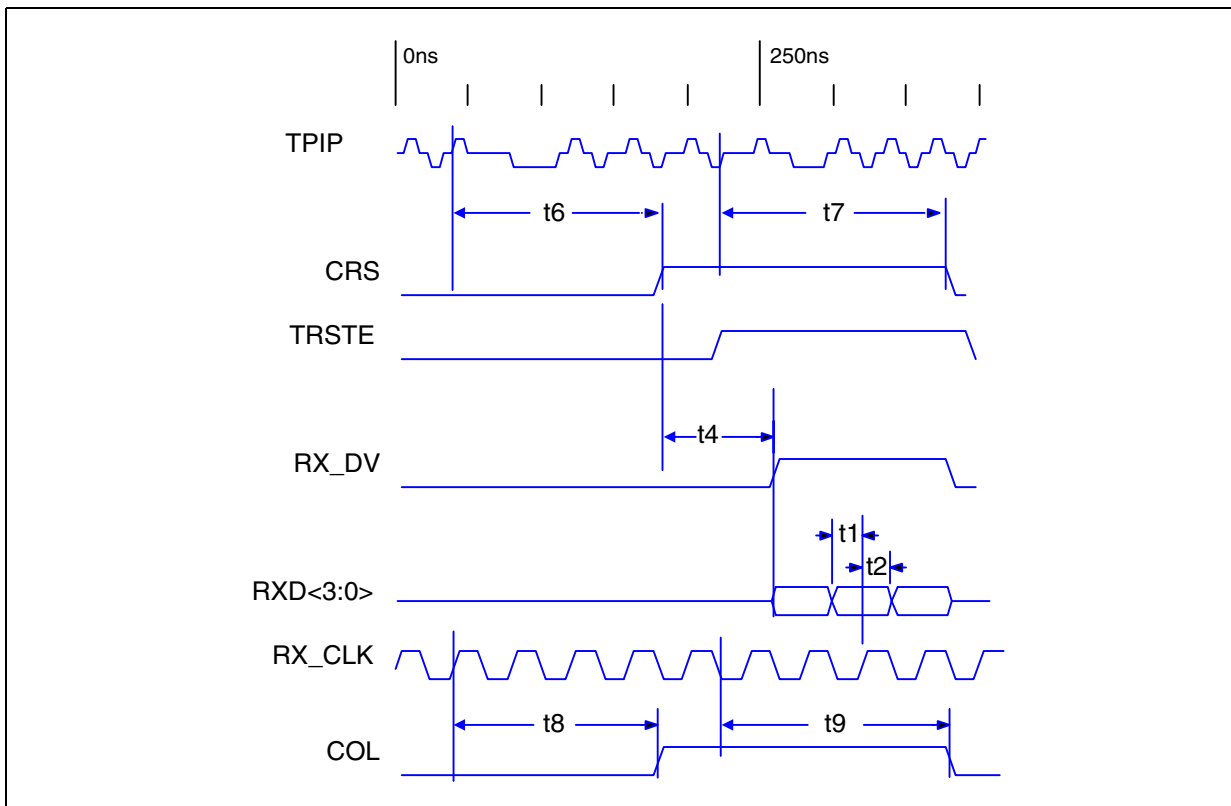 0ns
250ns
TPIP
t6
t7
CRS
TRSTE
t4
RX_DV
t1
t2
RXD<3:0>
RX_CLK
t8
t9
COL